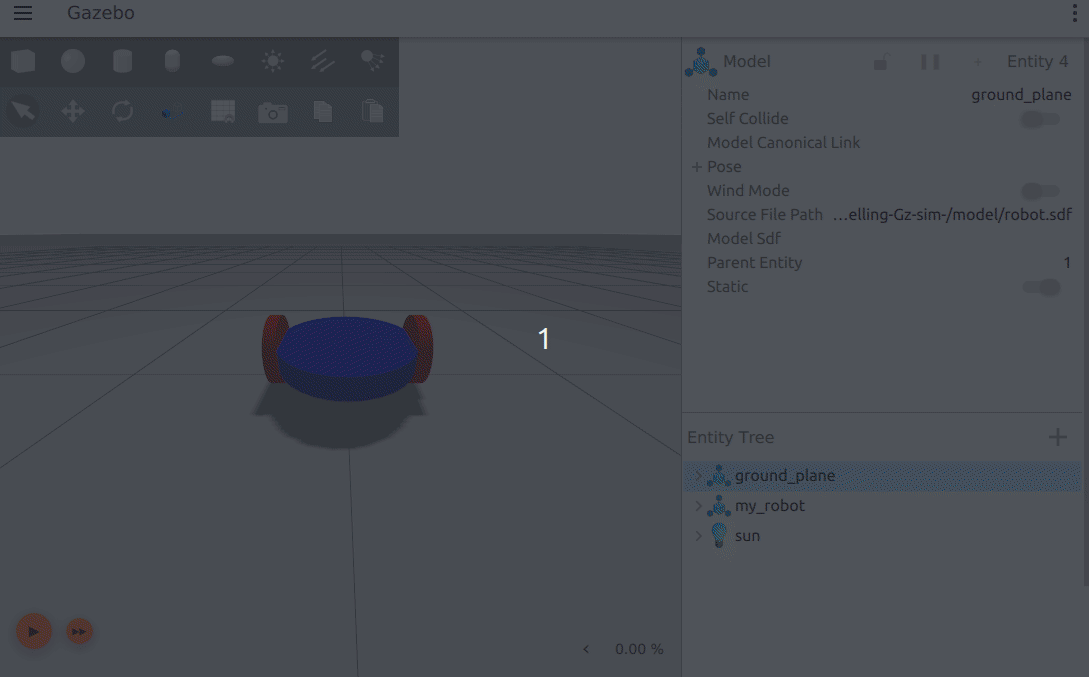 Gazebo
Model
Entity 4
Name ground_plane
Self Collide
Model Canonical Link
+ Pose
Wind Mode
Source File Path ...elling-Gz-sim-/model/robot.sdf
Model Sdf
Parent Entity 1
Static
1
Entity Tree
ground_plane
my_robot
sun
0.00 %